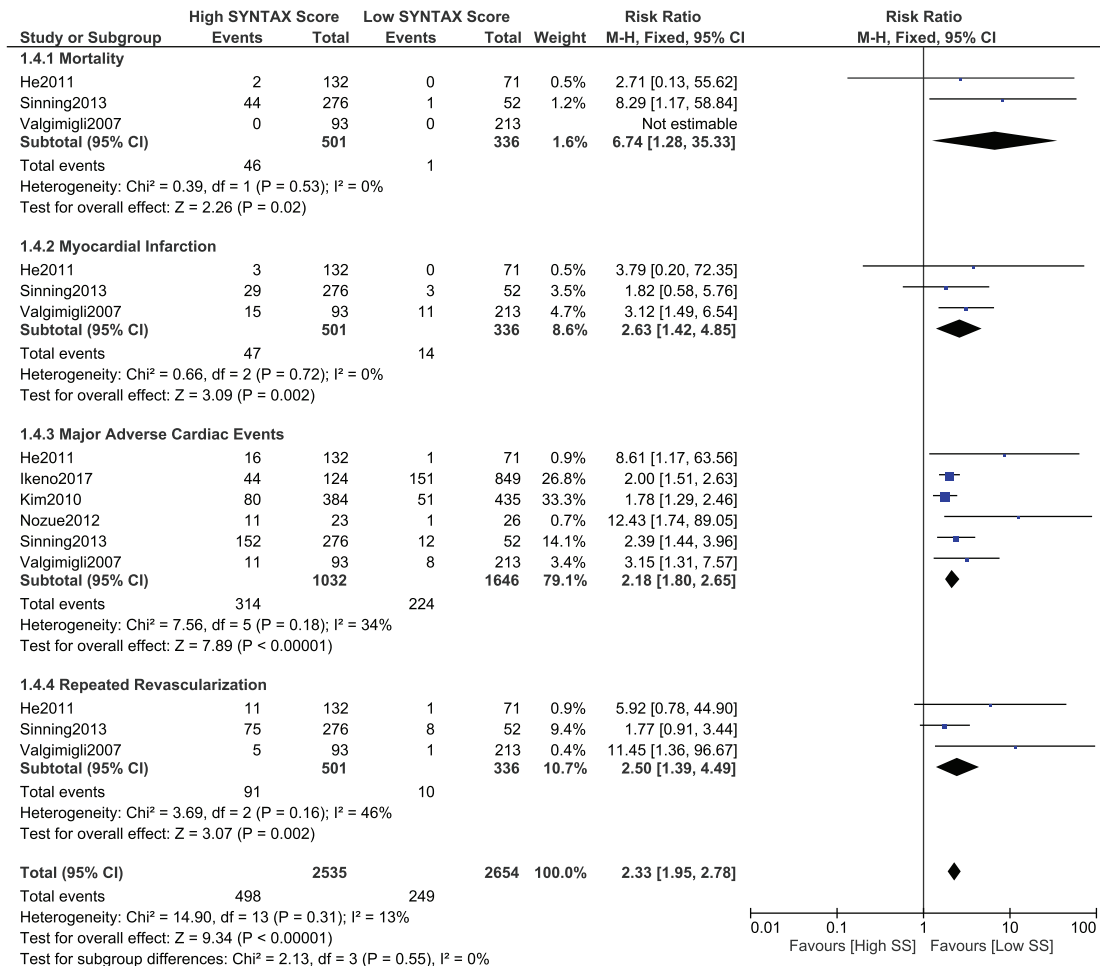 High SYNTAX Score Low SYNTAX Score Risk Ratio Risk Ratio
Study or Subgroup Events Total Events Total Weight M-H, Fixed, 95% CI M-H, Fixed, 95% CI
1.4.1 Mortality
He2011 2 132 0 71 0.5% 2.71 [0.13, 55.62]
Sinning2013 44 276 1 52 1.2% 8.29 [1.17, 58.84]
Valgimigli2007 0 93 0 213 Not estimable
Subtotal (95% CI) 501 336 1.6% 6.74 [1.28, 35.33]
Total events 46 1
Heterogeneity: Chi² = 0.39, df = 1 (P = 0.53); I² = 0%
Test for overall effect: Z = 2.26 (P = 0.02)
1.4.2 Myocardial Infarction
He2011 3 132 0 71 0.5% 3.79 [0.20, 72.35]
Sinning2013 29 276 3 52 3.5% 1.82 [0.58, 5.76]
Valgimigli2007 15 93 11 213 4.7% 3.12 [1.49, 6.54]
Subtotal (95% CI) 501 336 8.6% 2.63 [1.42, 4.85]
Total events 47 14
Heterogeneity: Chi² = 0.66, df = 2 (P = 0.72); I² = 0%
Test for overall effect: Z = 3.09 (P = 0.002)
1.4.3 Major Adverse Cardiac Events
He2011 16 132 1 71 0.9% 8.61 [1.17, 63.56]
Ikeno2017 44 124 151 849 26.8% 2.00 [1.51, 2.63]
Kim2010 80 384 51 435 33.3% 1.78 [1.29, 2.46]
Nozue2012 11 23 1 26 0.7% 12.43 [1.74, 89.05]
Sinning2013 152 276 12 52 14.1% 2.39 [1.44, 3.96]
Valgimigli2007 11 93 8 213 3.4% 3.15 [1.31, 7.57]
Subtotal (95% CI) 1032 1646 79.1% 2.18 [1.80, 2.65]
Total events 314 224
Heterogeneity: Chi² = 7.56, df = 5 (P = 0.18); I² = 34%
Test for overall effect: Z = 7.89 (P < 0.00001)
1.4.4 Repeated Revascularization
He2011 11 132 1 71 0.9% 5.92 [0.78, 44.90]
Sinning2013 75 276 8 52 9.4% 1.77 [0.91, 3.44]
Valgimigli2007 5 93 1 213 0.4% 11.45 [1.36, 96.67]
Subtotal (95% CI) 501 336 10.7% 2.50 [1.39, 4.49]
Total events 91 10
Heterogeneity: Chi² = 3.69, df = 2 (P = 0.16); I² = 46%
Test for overall effect: Z = 3.07 (P = 0.002)
Total (95% CI) 2535 2654 100.0% 2.33 [1.95, 2.78]
Total events 498 249
Heterogeneity: Chi² = 14.90, df = 13 (P = 0.31); I² = 13%
Test for overall effect: Z = 9.34 (P < 0.00001)
Test for subgroup differences: Chi² = 2.13, df = 3 (P = 0.55), I² = 0%
0.01 0.1 1 10 100
Favours [High SS] Favours [Low SS]